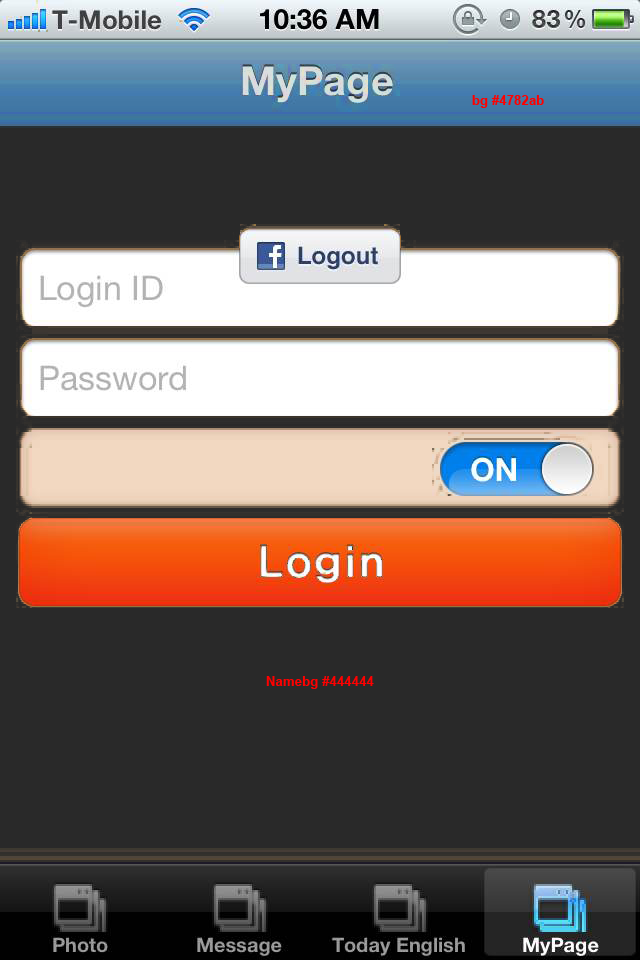 T-Mobile 10:36 AM 83%
MyPage
bg #4782ab
f Logout
Login ID
Password
ON
Login
Namebg #444444
Photo Message Today English MyPage